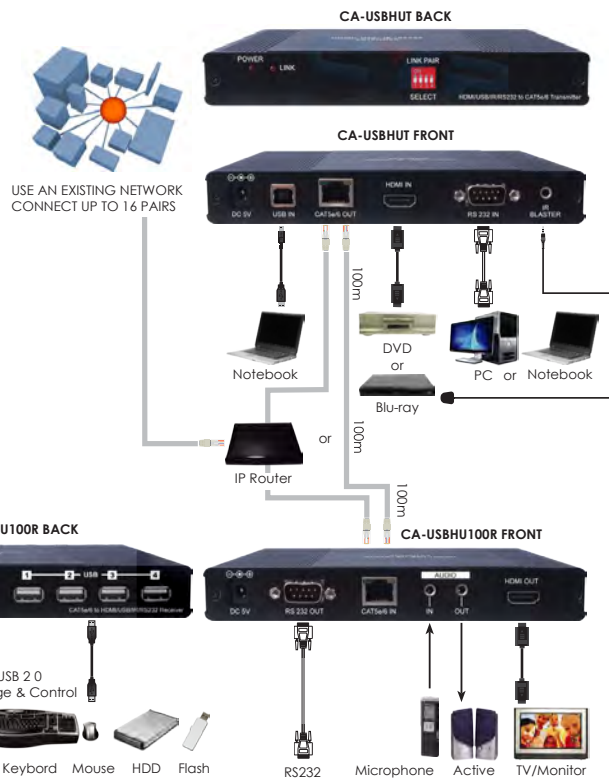 CA-USBHUT BACK
POWER
LINK
LINK PAIR
SELECT
HDMI/USB/IR/RS232 to CAT5e/6 Transmitter
CA-USBHUT FRONT
USE AN EXISTING NETWORK
CONNECT UP TO 16 PAIRS
DC 5V
USB IN
CAT5e/6 OUT
HDMI IN
RS 232 IN
IR
BLASTER
100m
Notebook
DVD
or
Blu-ray
PC or Notebook
IP Router
or
100m
100m
U100R BACK
1 2 USB 3 4
CAT5e/6 to HDMI/USB/IR/RS232 Receiver
USB 2 0
ge & Control
Keybord Mouse HDD Flash
CA-USBHU100R FRONT
DC 5V
RS 232 OUT
CAT5e/6 IN
AUDIO
IN
OUT
HDMI OUT
RS232
Microphone
Active
TV/Monitor